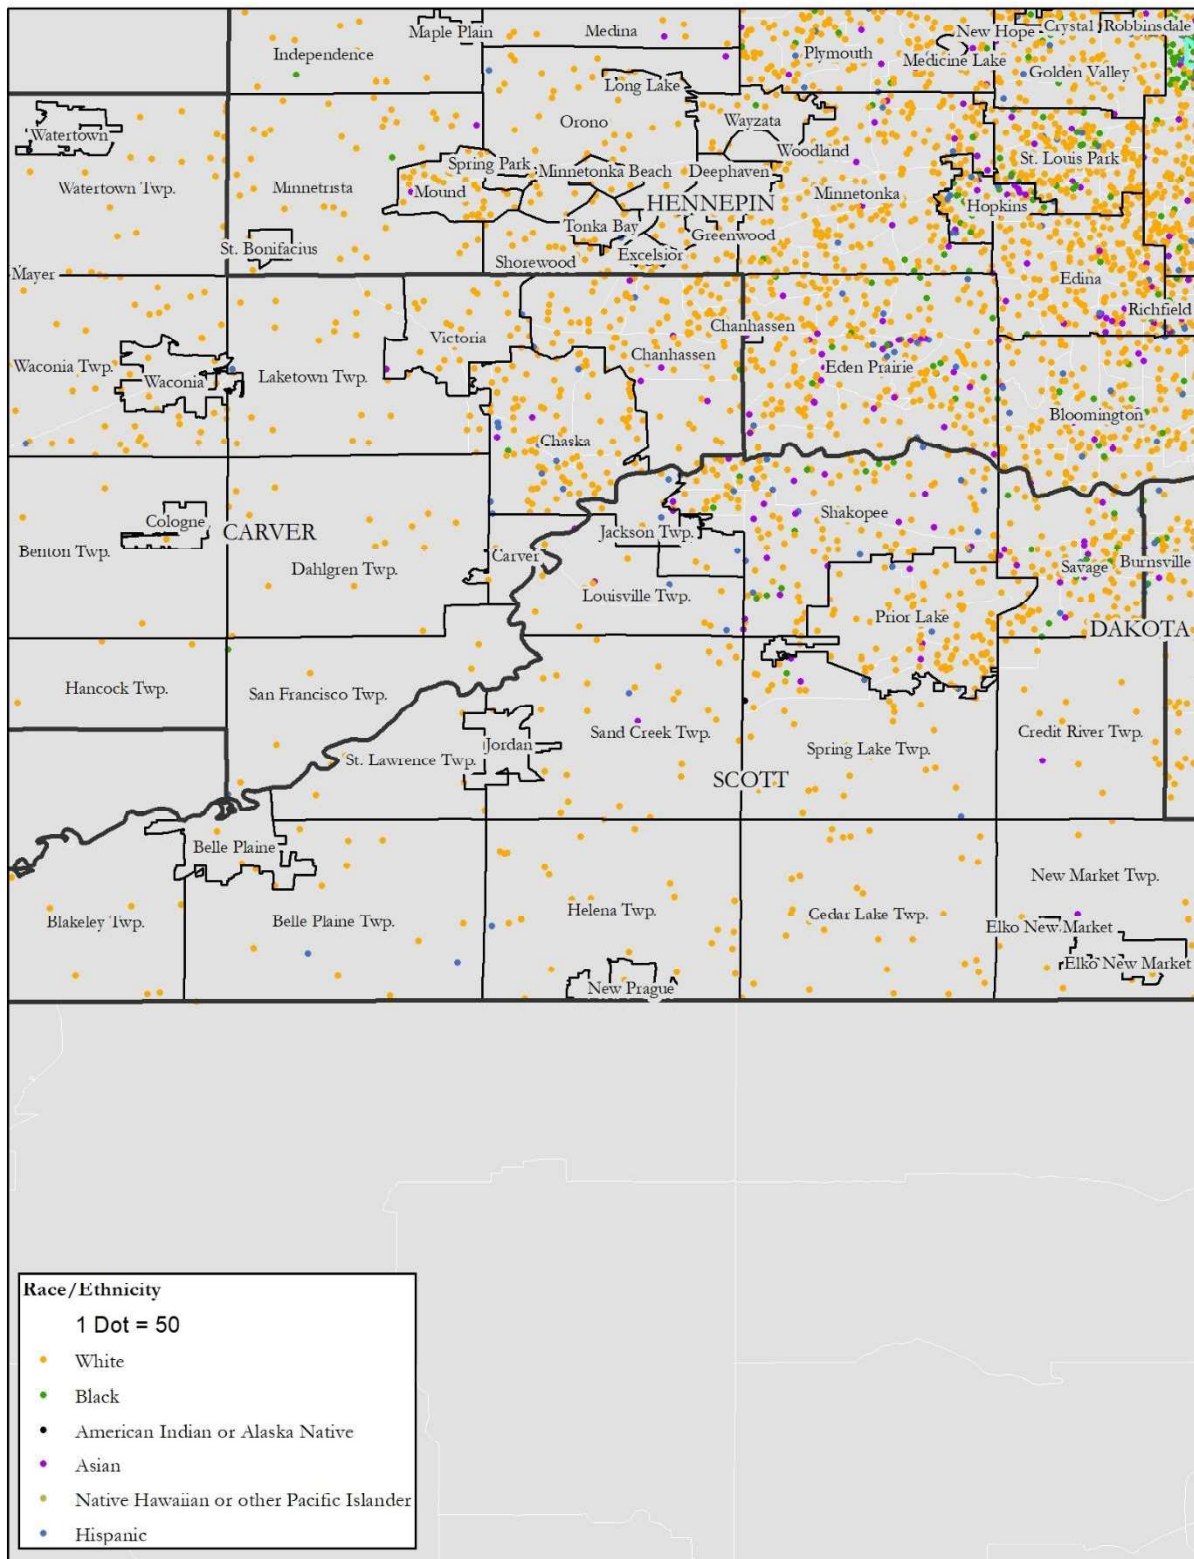 Maple Plain
Medina
New Hope
Crystal
Robbinsdale
Independence
Plymouth
Medicine Lake
Golden Valley
Long Lake
Orono
Wayzata
Watertown
Woodland
St. Louis Park
Spring Park
Minnetonka Beach
Deephaven
Watertown Twp.
Minnetrista
Mound
Minnetonka
HENNEPIN
Hopkins
Tonka Bay
Greenwood
St. Bonifacius
Excelsior
Shorewood
Mayer
Edina
Richfield
Victoria
Chanhassen
Chanhassen
Waconia Twp.
Waconia
Laketown Twp.
Eden Prairie
Bloomington
Chaska
Shakopee
Cologne
CARVER
Jackson Twp.
Benton Twp.
Carver
Dahlgren Twp.
Savage
Burnsville
Louisville Twp.
Prior Lake
DAKOTA
Hancock Twp.
San Francisco Twp.
Sand Creek Twp.
Credit River Twp.
Jordan
Spring Lake Twp.
St. Lawrence Twp.
SCOTT
Belle Plaine
New Market Twp.
Blakeley Twp.
Belle Plaine Twp.
Helena Twp.
Cedar Lake Twp.
Elko New Market
Elko New Market
New Prague
Race/Ethnicity
1 Dot = 50
White
Black
American Indian or Alaska Native
Asian
Native Hawaiian or other Pacific Islander
Hispanic